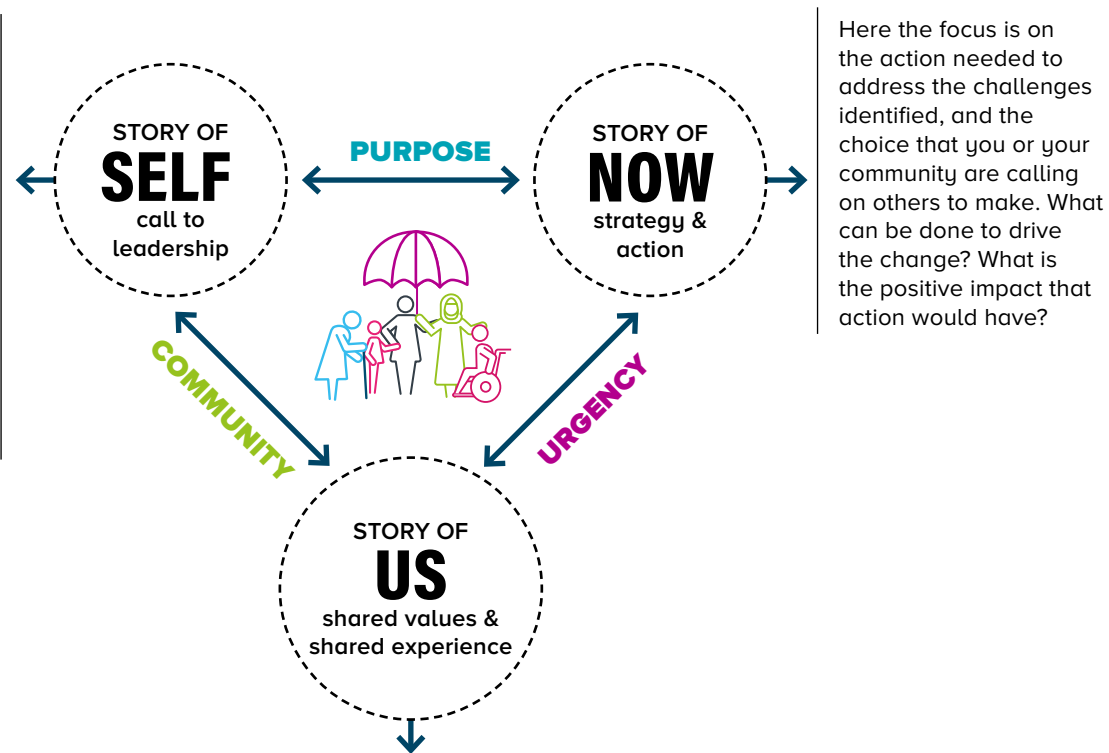 STORY OF
SELF
call to
leadership
PURPOSE
STORY OF
NOW
strategy &
action
Here the focus is on
the action needed to
address the challenges
identified, and the
choice that you or your
community are calling
on others to make. What
can be done to drive
the change? What is
the positive impact that
action would have?
COMMUNITY
URGENCY
STORY OF
US
shared values &
shared experience